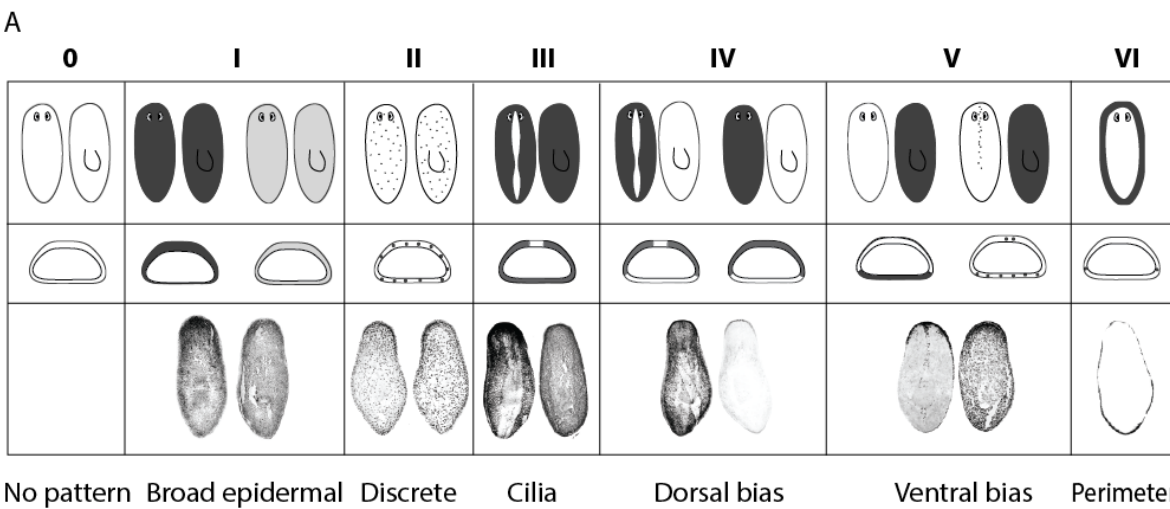 A
0 I II III IV V VI
No pattern Broad epidermal Discrete Cilia Dorsal bias Ventral bias Perimeter